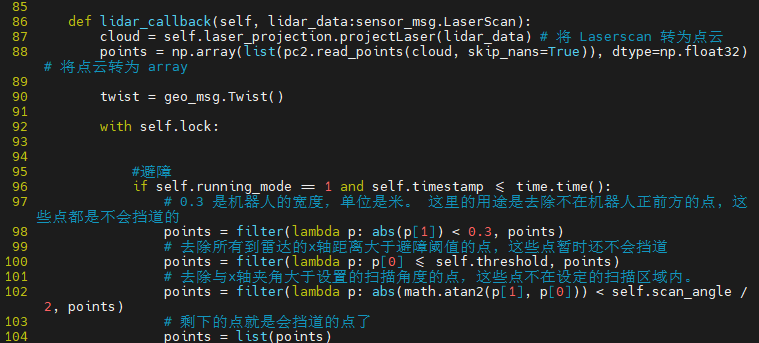 85
86     def lidar_callback(self, lidar_data:sensor_msg.LaserScan):
87         cloud = self.laser_projection.projectLaser(lidar_data) # 将 Laserscan 转为点云
88         points = np.array(list(pc2.read_points(cloud, skip_nans=True)), dtype=np.float32)
# 将点云转为 array
89
90         twist = geo_msg.Twist()
91
92         with self.lock:
93
94
95             #避障
96             if self.running_mode == 1 and self.timestamp <= time.time():
97                 # 0.3 是机器人的宽度，单位是米。 这里的用途是去除不在机器人正前方的点，这
些点都是不会挡道的
98                 points = filter(lambda p: abs(p[1]) < 0.3, points)
99                 # 去除所有到雷达的x轴距离大于避障阈值的点，这些点暂时还不会挡道
100                 points = filter(lambda p: p[0] <= self.threshold, points)
101                 # 去除与x轴夹角大于设置的扫描角度的点，这些点不在设定的扫描区域内。
102                 points = filter(lambda p: abs(math.atan2(p[1], p[0])) < self.scan_angle /
2, points)
103                 # 剩下的点就是会挡道的点了
104                 points = list(points)